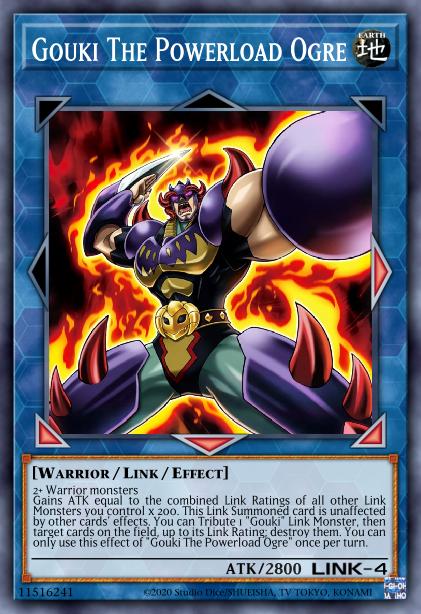 GOUKI THE POWERLOAD OGRE
EARTH
地
[WARRIOR / LINK / EFFECT]
2+ Warrior monsters
Gains ATK equal to the combined Link Ratings of all other Link
Monsters you control x 200. This Link Summoned card is unaffected
by other cards' effects. You can Tribute 1 "Gouki" Link Monster, then
target cards on the field, up to its Link Rating; destroy them. You can
only use this effect of "Gouki The Powerload Ogre" once per turn.
ATK/2800 LINK-4
11516241 ©2020 Studio Dice/SHUEISHA, TV TOKYO, KONAMI